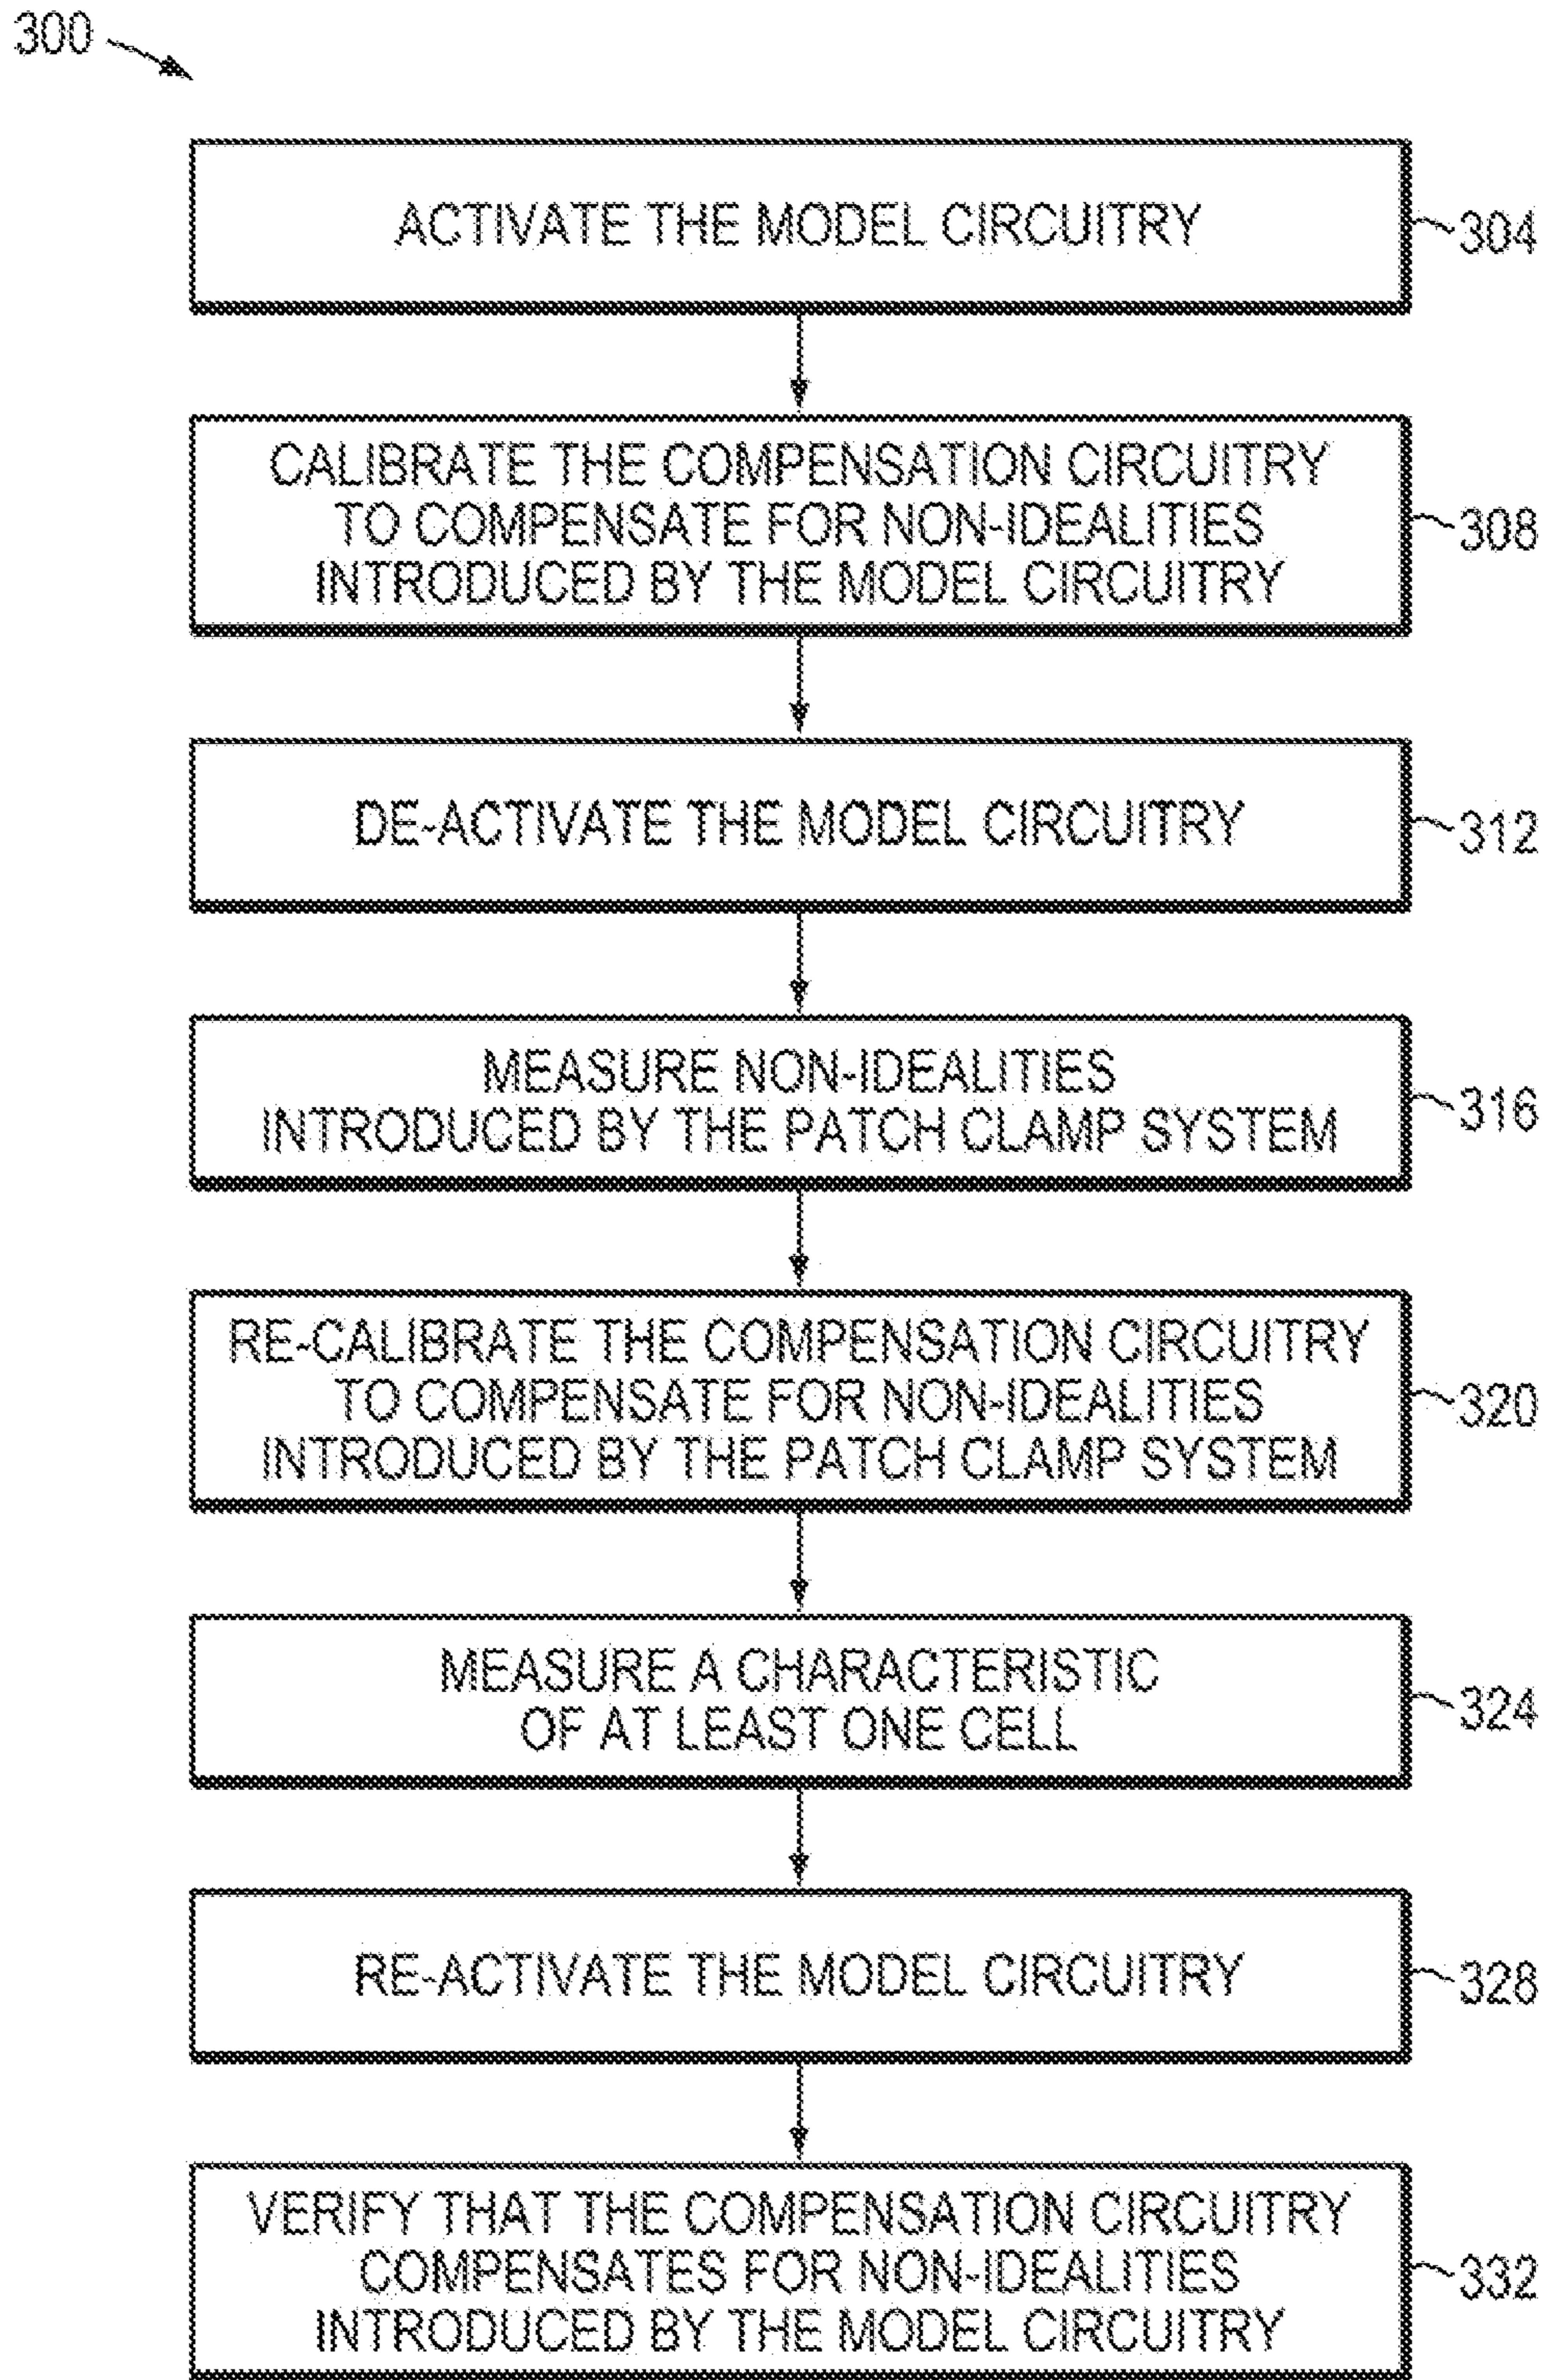 300
ACTIVATE THE MODEL CIRCUITRY
304
CALIBRATE THE COMPENSATION CIRCUITRY
TO COMPENSATE FOR NON-IDEALITIES
INTRODUCED BY THE MODEL CIRCUITRY
308
DE-ACTIVATE THE MODEL CIRCUITRY
312
MEASURE NON-IDEALITIES
INTRODUCED BY THE PATCH CLAMP SYSTEM
316
RE-CALIBRATE THE COMPENSATION CIRCUITRY
TO COMPENSATE FOR NON-IDEALITIES
INTRODUCED BY THE PATCH CLAMP SYSTEM
320
MEASURE A CHARACTERISTIC
OF AT LEAST ONE CELL
324
RE-ACTIVATE THE MODEL CIRCUITRY
328
VERIFY THAT THE COMPENSATION CIRCUITRY
COMPENSATES FOR NON-IDEALITIES
INTRODUCED BY THE MODEL CIRCUITRY
332